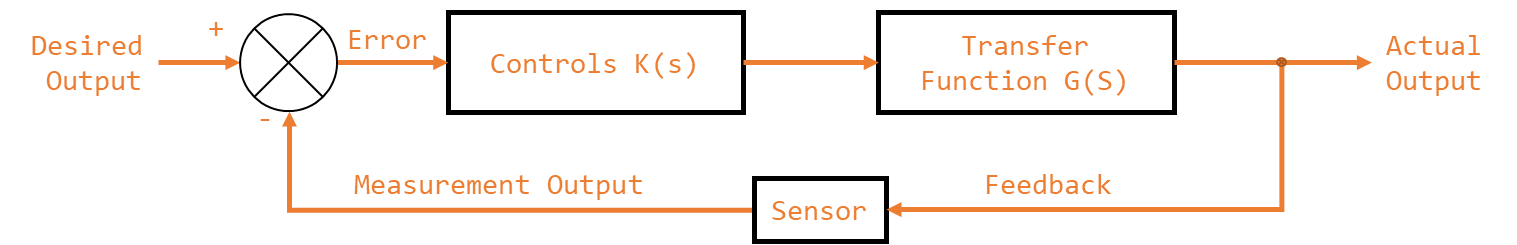 Desired
Output
+
-
Error
Controls K(s)
Transfer
Function G(S)
Actual
Output
Measurement Output
Sensor
Feedback